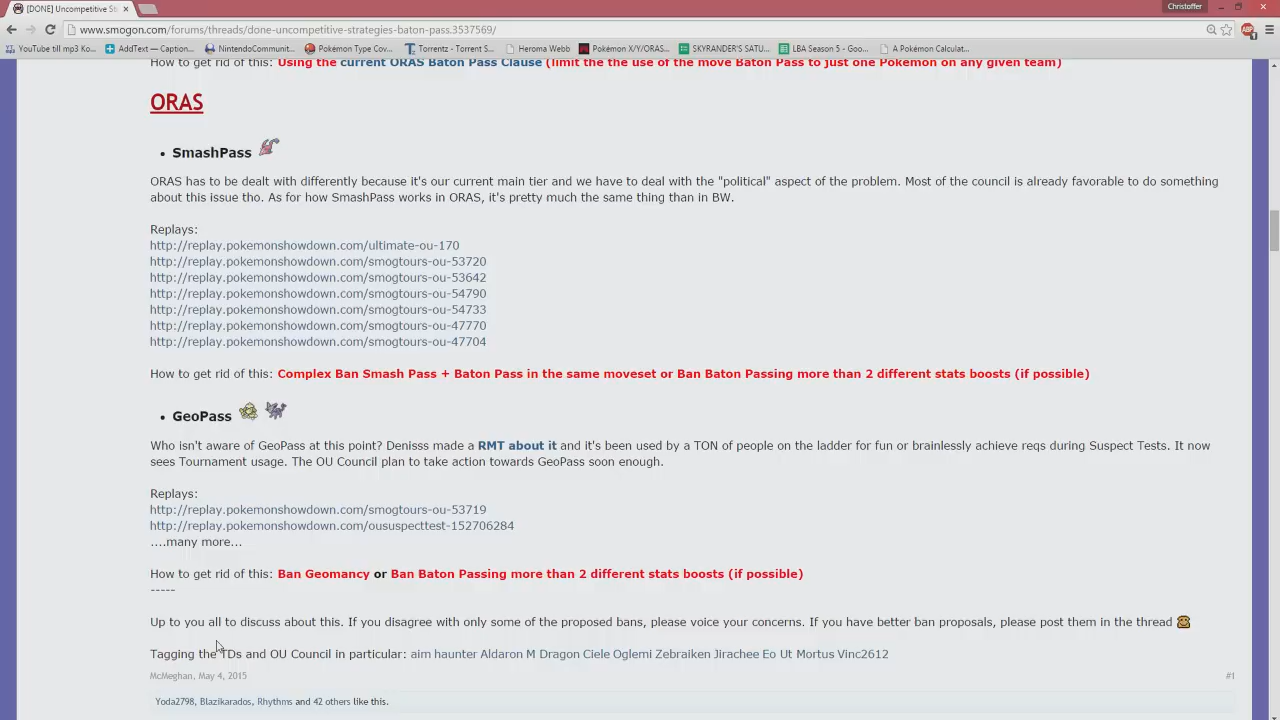 [DONE] Uncompetitive St
Christoffer
www.smogon.com/forums/threads/done-uncompetitive-strategies-baton-pass.3537569/
YouTube till mp3 Ko...
AddText — Caption...
NintendoCommunit...
Pokémon Type Cov...
Torrentz - Torrent S...
Heroma Webb
Pokémon X/Y/ORAS...
SKYRANDER'S SATU...
LBA Season 5 - Goo...
A Pokémon Calculat...
How to get rid of this: Using the current ORAS Baton Pass Clause (limit the the use of the move Baton Pass to just one Pokemon on any given team)
ORAS
• SmashPass
ORAS has to be dealt with differently because it's our current main tier and we have to deal with the "political" aspect of the problem. Most of the council is already favorable to do something
about this issue tho. As for how SmashPass works in ORAS, it's pretty much the same thing than in BW.
Replays:
http://replay.pokemonshowdown.com/ultimate-ou-170
http://replay.pokemonshowdown.com/smogtours-ou-53720
http://replay.pokemonshowdown.com/smogtours-ou-53642
http://replay.pokemonshowdown.com/smogtours-ou-54790
http://replay.pokemonshowdown.com/smogtours-ou-54733
http://replay.pokemonshowdown.com/smogtours-ou-47770
http://replay.pokemonshowdown.com/smogtours-ou-47704
How to get rid of this: Complex Ban Smash Pass + Baton Pass in the same moveset or Ban Baton Passing more than 2 different stats boosts (if possible)
• GeoPass
Who isn't aware of GeoPass at this point? Denisss made a RMT about it and it's been used by a TON of people on the ladder for fun or brainlessly achieve reqs during Suspect Tests. It now
sees Tournament usage. The OU Council plan to take action towards GeoPass soon enough.
Replays:
http://replay.pokemonshowdown.com/smogtours-ou-53719
http://replay.pokemonshowdown.com/oususpecttest-152706284
....many more...
How to get rid of this: Ban Geomancy or Ban Baton Passing more than 2 different stats boosts (if possible)
-----
Up to you all to discuss about this. If you disagree with only some of the proposed bans, please voice your concerns. If you have better ban proposals, please post them in the thread
Tagging the TDs and OU Council in particular: aim haunter Aldaron M Dragon Ciele Oglemi Zebraiken Jirachee Eo Ut Mortus Vinc2612
McMeghan, May 4, 2015
#1
Yoda2798, Blazikarados, Rhythms and 42 others like this.